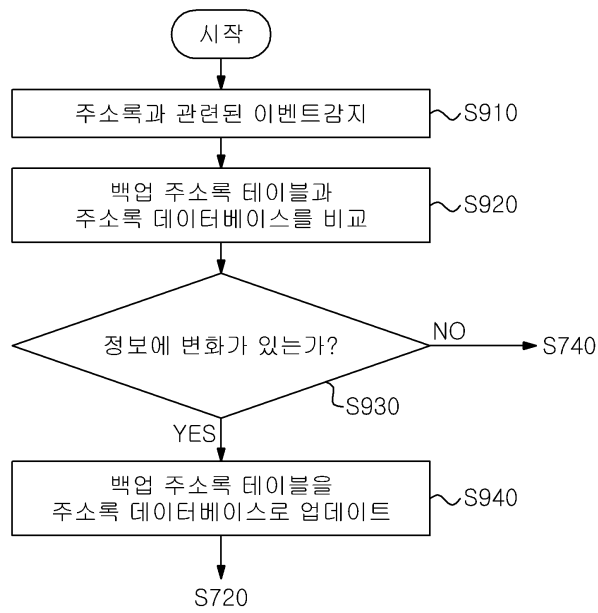 시작
주소록과 관련된 이벤트감지
S910
백업 주소록 테이블과
주소록 데이터베이스를 비교
S920
정보에 변화가 있는가?
NO
S740
S930
YES
백업 주소록 테이블을
주소록 데이터베이스로 업데이트
S940
S720